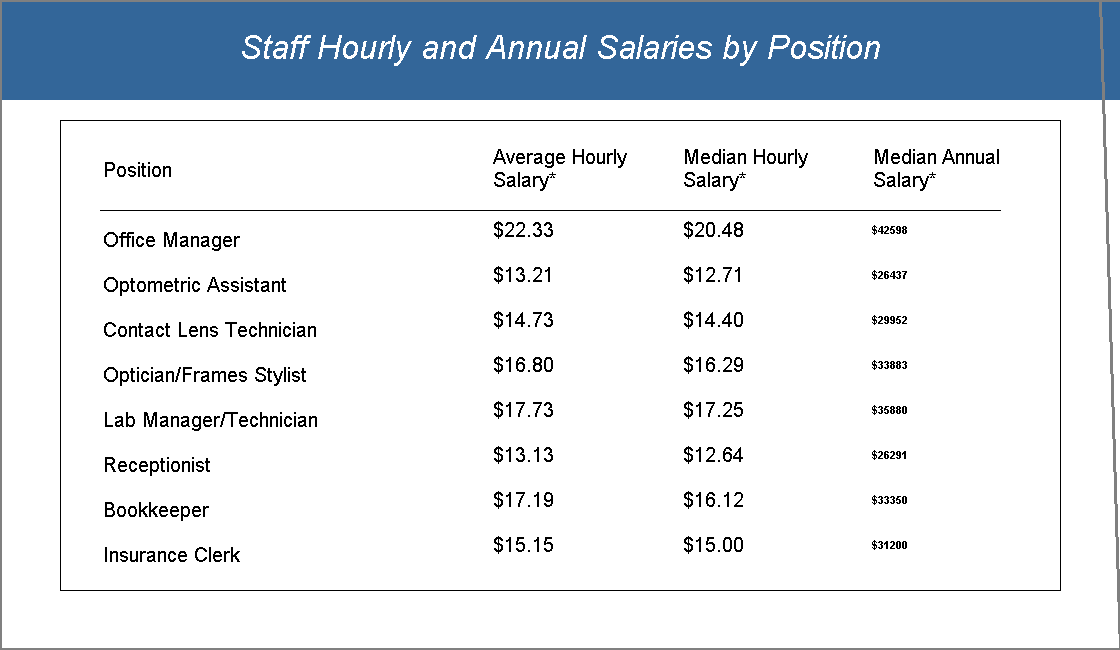 Staff Hourly and Annual Salaries by Position
Position Average Hourly Salary* Median Hourly Salary* Median Annual Salary*
Office Manager $22.33 $20.48 $42598
Optometric Assistant $13.21 $12.71 $26437
Contact Lens Technician $14.73 $14.40 $29952
Optician/Frames Stylist $16.80 $16.29 $33883
Lab Manager/Technician $17.73 $17.25 $35880
Receptionist $13.13 $12.64 $26291
Bookkeeper $17.19 $16.12 $33350
Insurance Clerk $15.15 $15.00 $31200